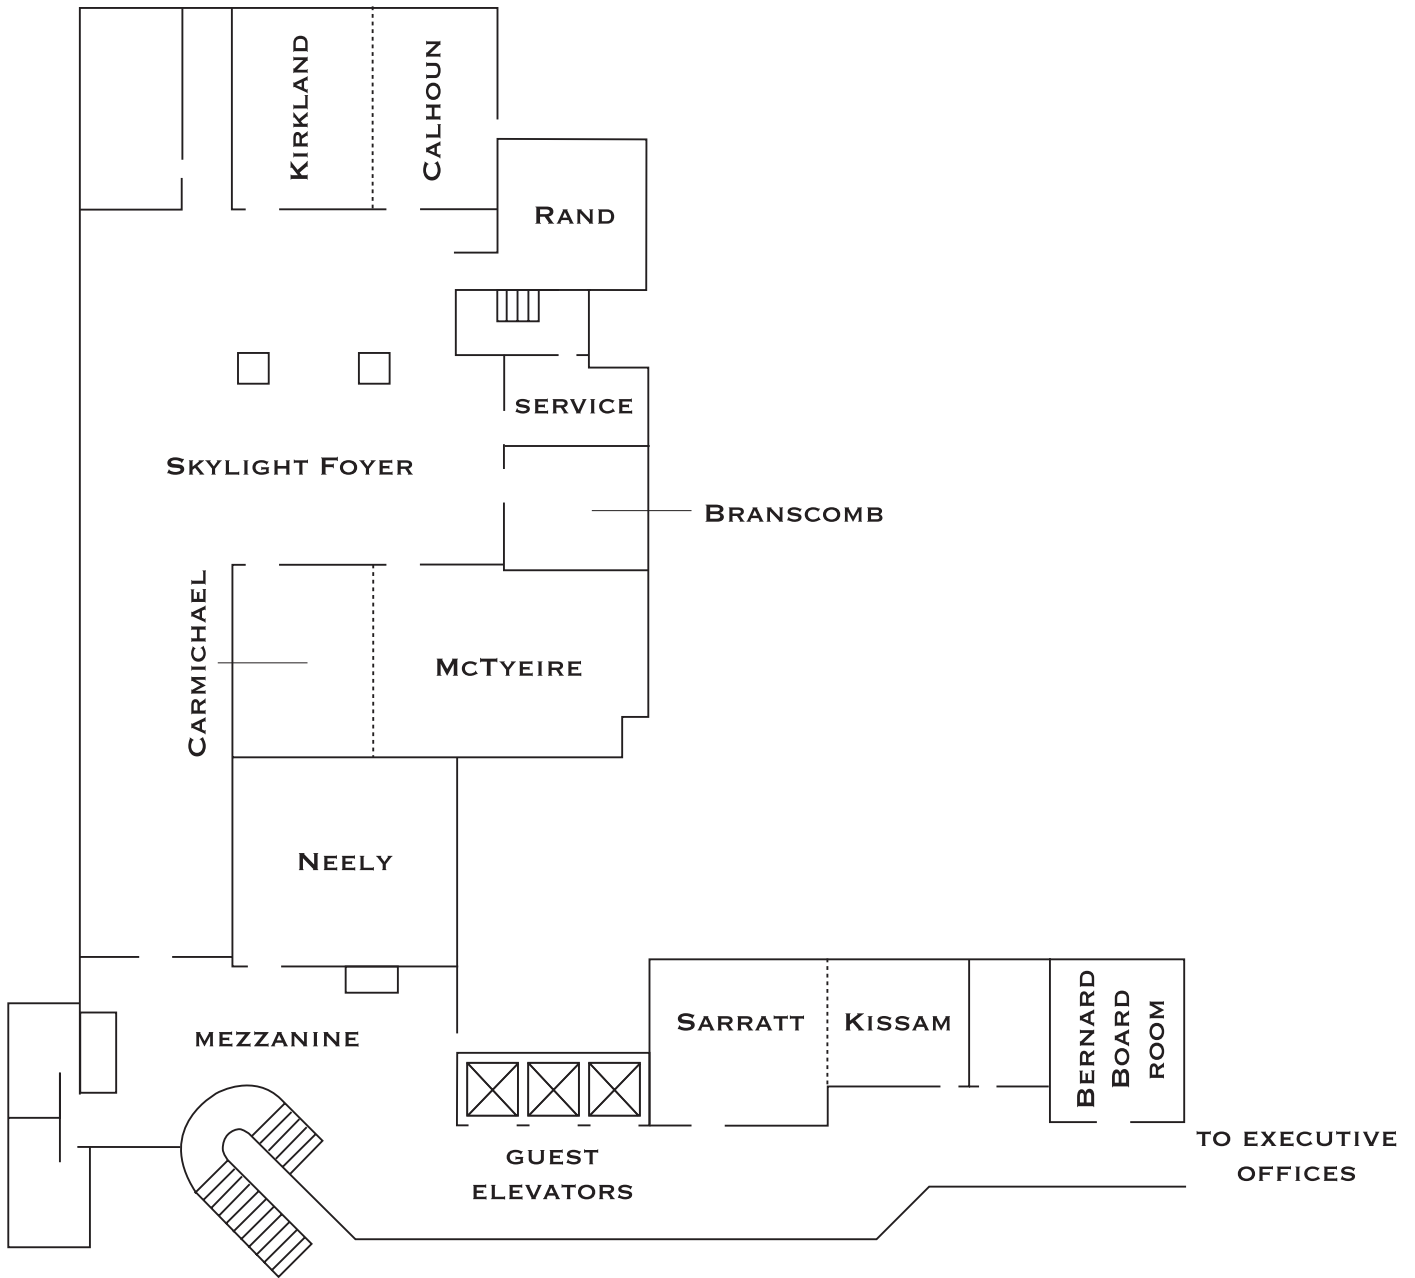 Kirkland
Calhoun
Rand
service
Skylight Foyer
Branscomb
Carmichael
McTyeire
Neely
mezzanine
Sarratt
Kissam
Bernard
Board
room
guest
elevators
to executive
offices